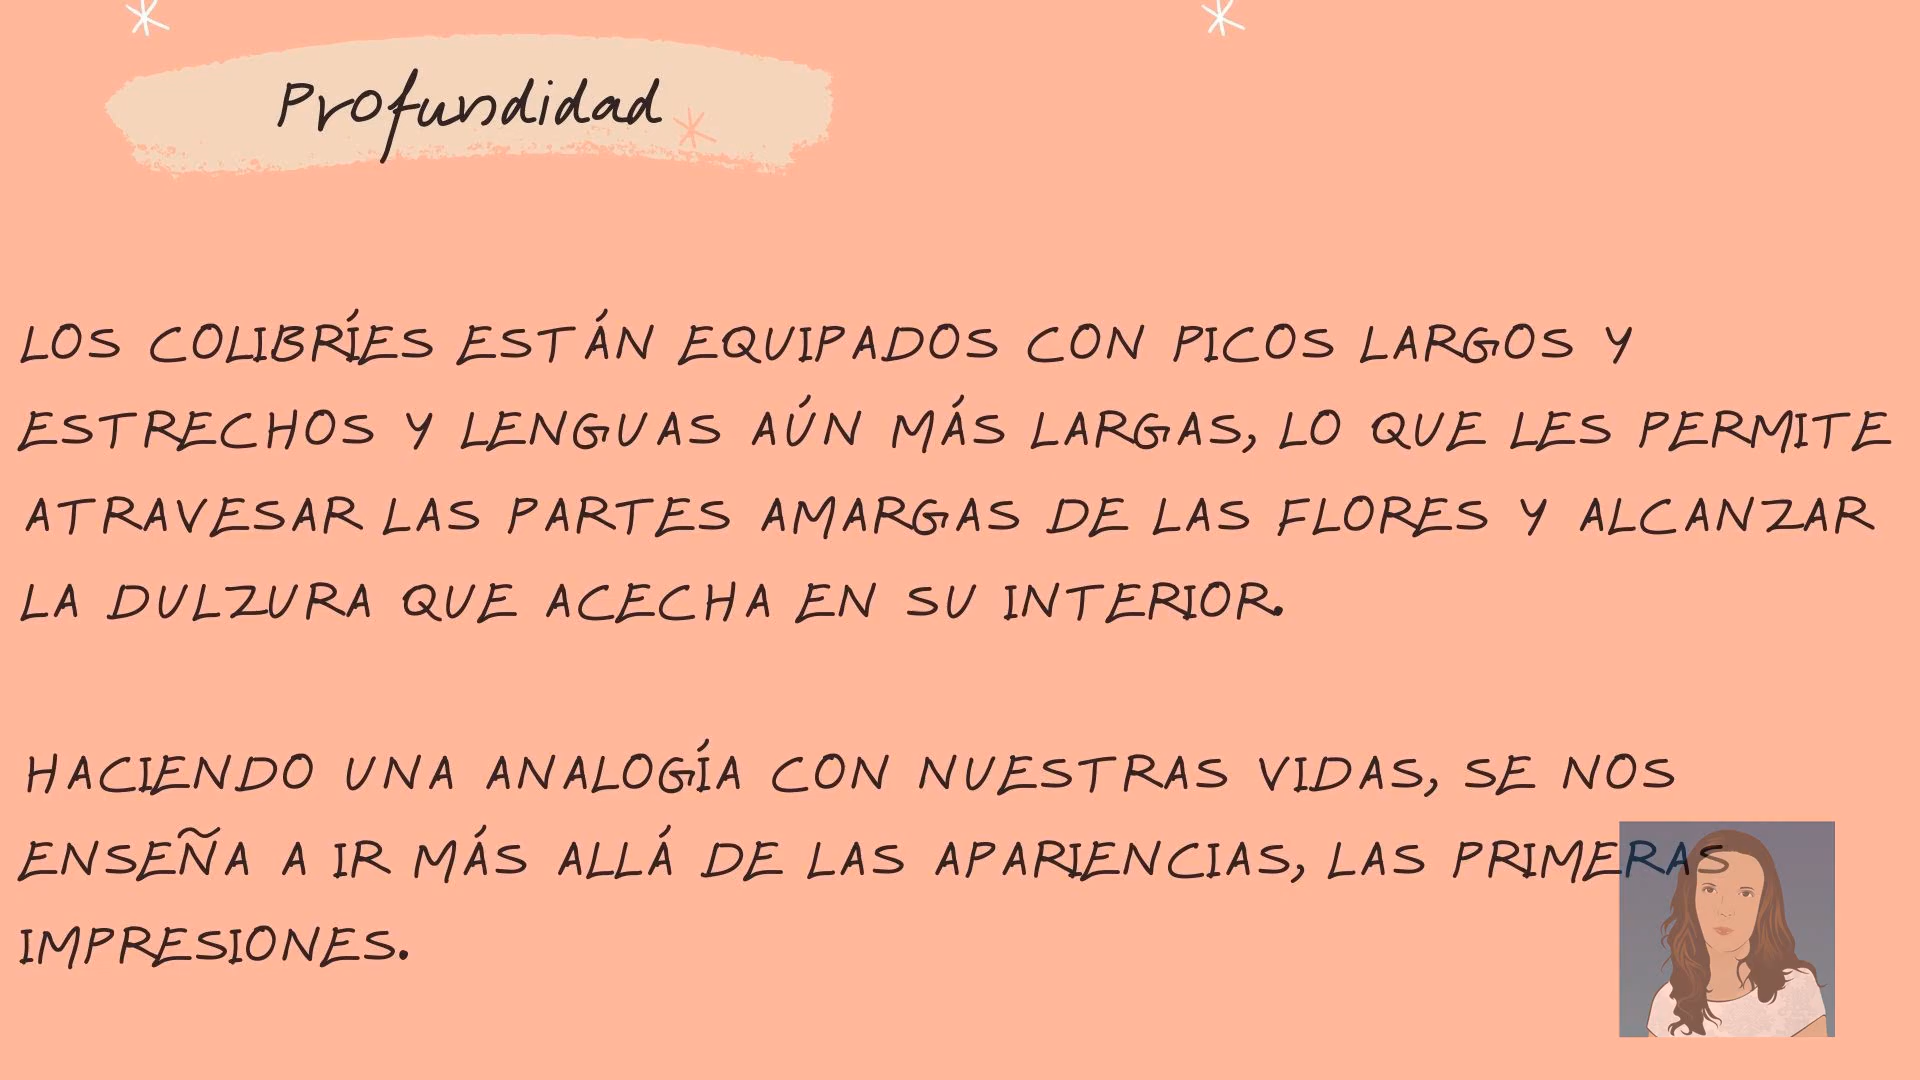 Profundidad
LOS COLIBRÍES ESTÁN EQUIPADOS CON PICOS LARGOS Y
ESTRECHOS Y LENGUAS AÚN MÁS LARGAS, LO QUE LES PERMITE
ATRAVESAR LAS PARTES AMARGAS DE LAS FLORES Y ALCANZAR
LA DULZURA QUE ACECHA EN SU INTERIOR.
HACIENDO UNA ANALOGÍA CON NUESTRAS VIDAS, SE NOS
ENSEÑA A IR MÁS ALLÁ DE LAS APARIENCIAS, LAS PRIMERAS
IMPRESIONES.